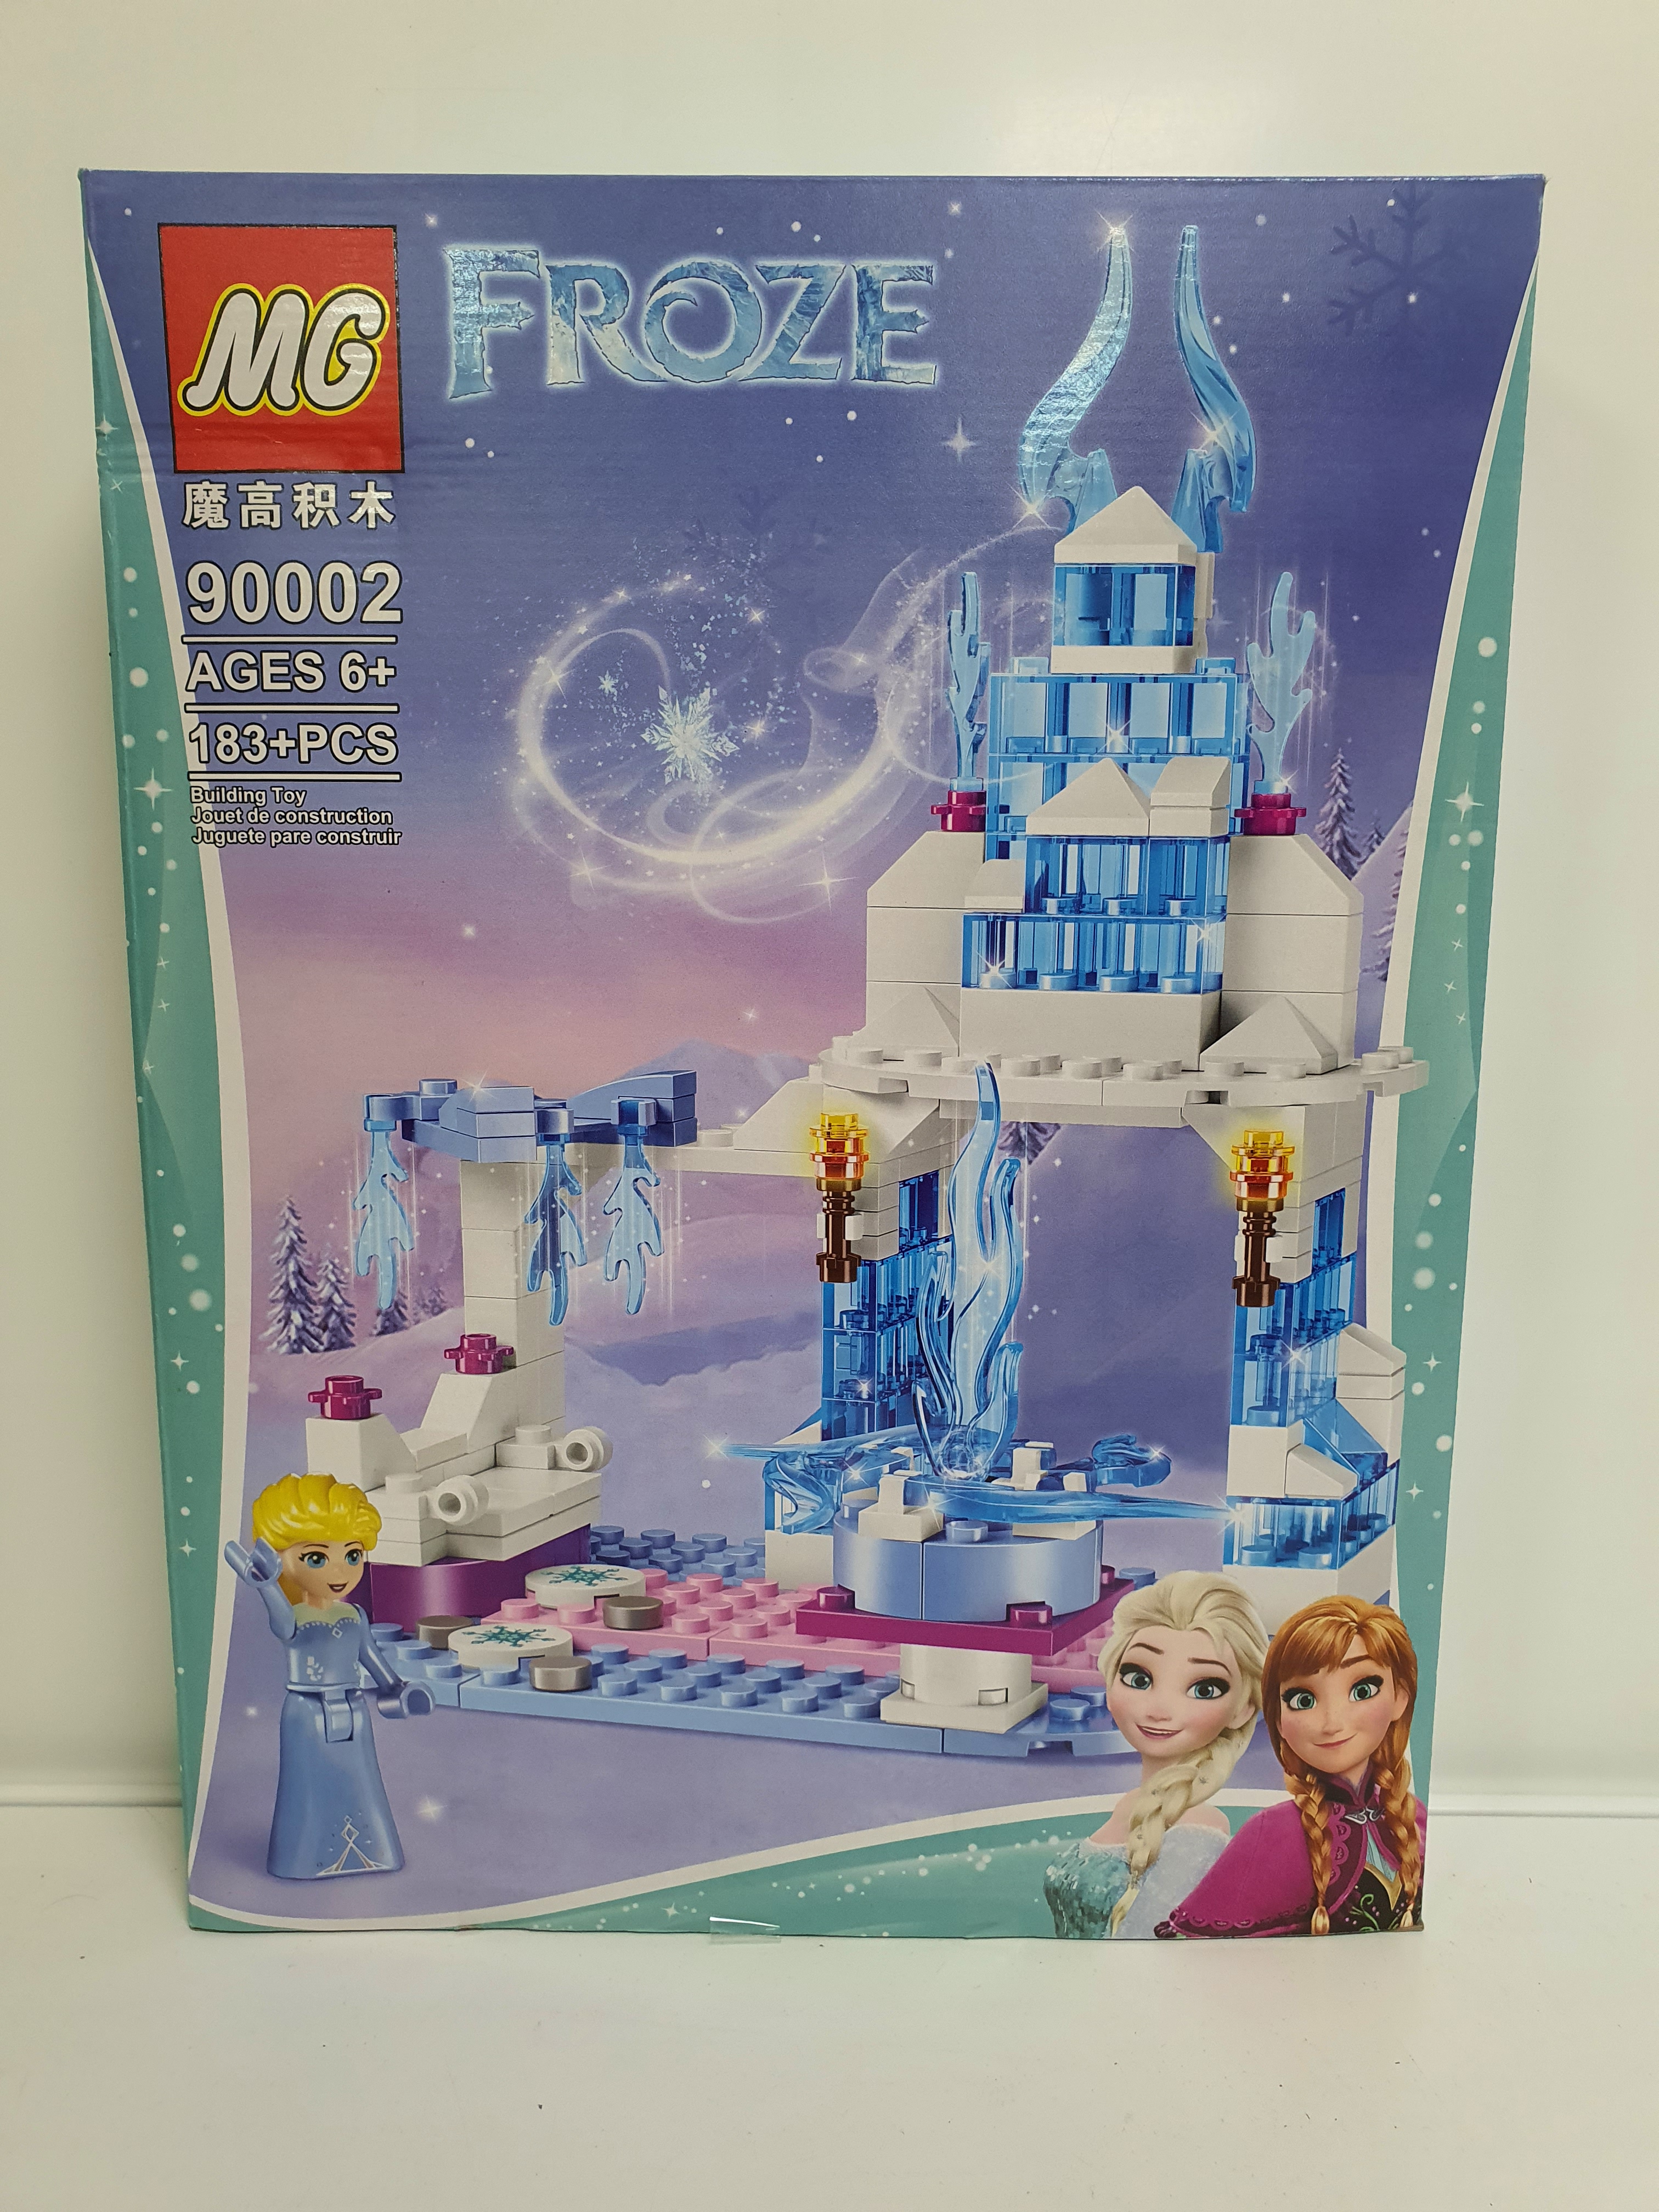 MG
FROZE
魔高积木
90002
AGES 6+
183+PCS
Building Toy
Jouet de construction
Juguete pare construir